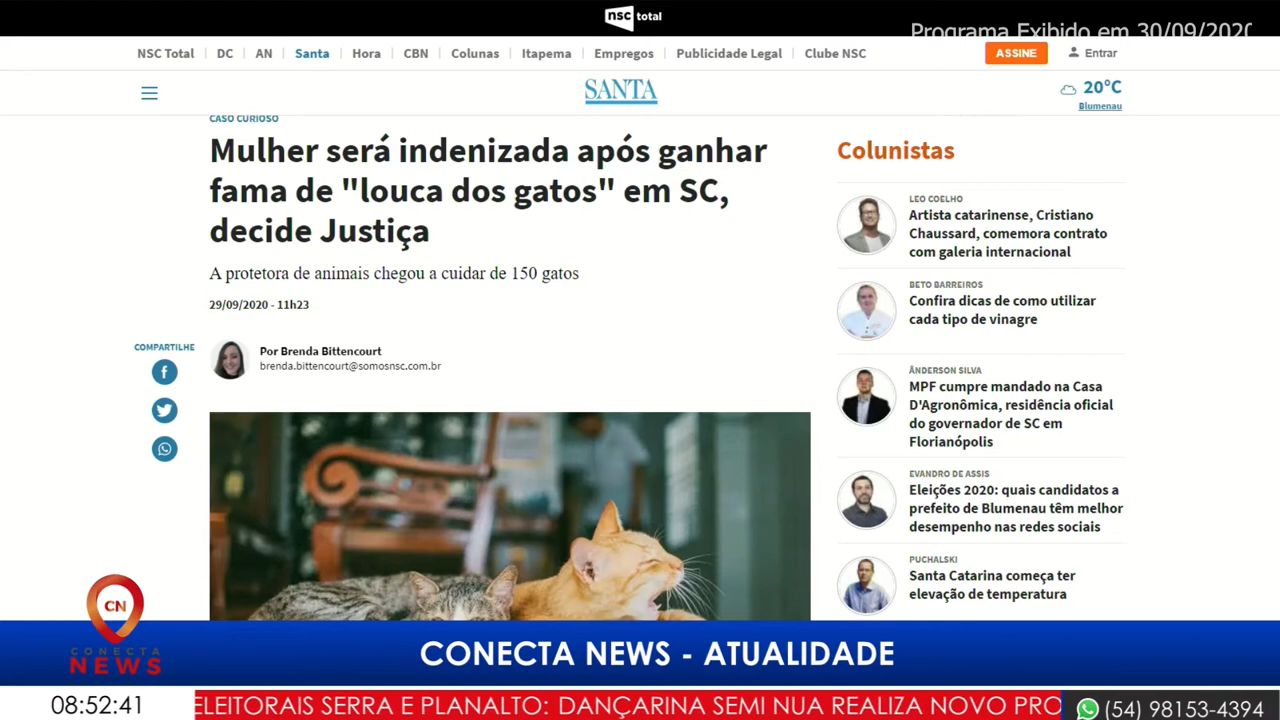 nsc total
Programa Exibido em 30/09/2020
NSC Total DC AN Santa Hora CBN Colunas Itapema Empregos Publicidade Legal Clube NSC ASSINE Entrar
SANTA
20°C
Blumenau
CASO CURIOSO
Mulher será indenizada após ganhar
fama de "louca dos gatos" em SC,
decide Justiça
A protetora de animais chegou a cuidar de 150 gatos
29/09/2020 - 11h23
COMPARTILHE
Por Brenda Bittencourt
brenda.bittencourt@somosnsc.com.br
Colunistas
LEO COELHO
Artista catarinense, Cristiano
Chaussard, comemora contrato
com galeria internacional
BETO BARREIROS
Confira dicas de como utilizar
cada tipo de vinagre
ÂNDERSON SILVA
MPF cumpre mandado na Casa
D'Agronômica, residência oficial
do governador de SC em
Florianópolis
EVANDRO DE ASSIS
Eleições 2020: quais candidatos a
prefeito de Blumenau têm melhor
desempenho nas redes sociais
PUCHALSKI
Santa Catarina começa ter
elevação de temperatura
CN
CONECTA
NEWS
CONECTA NEWS - ATUALIDADE
08:52:41
ELEITORAIS SERRA E PLANALTO: DANÇARINA SEMI NUA REALIZA NOVO PRO
(54) 98153-4394